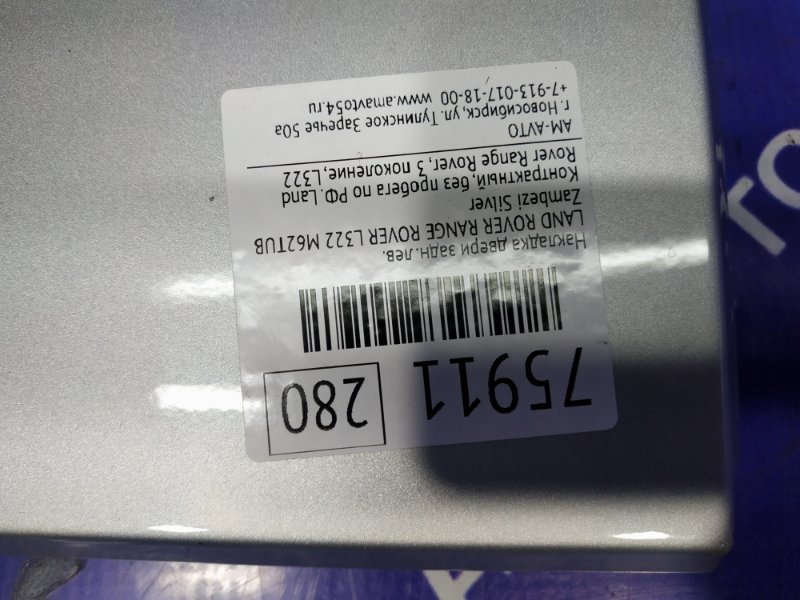 75911 280
Накладка двери задн.лев.
LAND ROVER RANGE ROVER L322 M62TUB
Zambezi Silver
Контрактный, без пробега по РФ. Land
Rover Range Rover, 3 поколение, L322
AM-AVTO
г. Новосибирск, ул. Тулинское Заречье 50а
+7-913-017-18-00 www.amavto54.ru